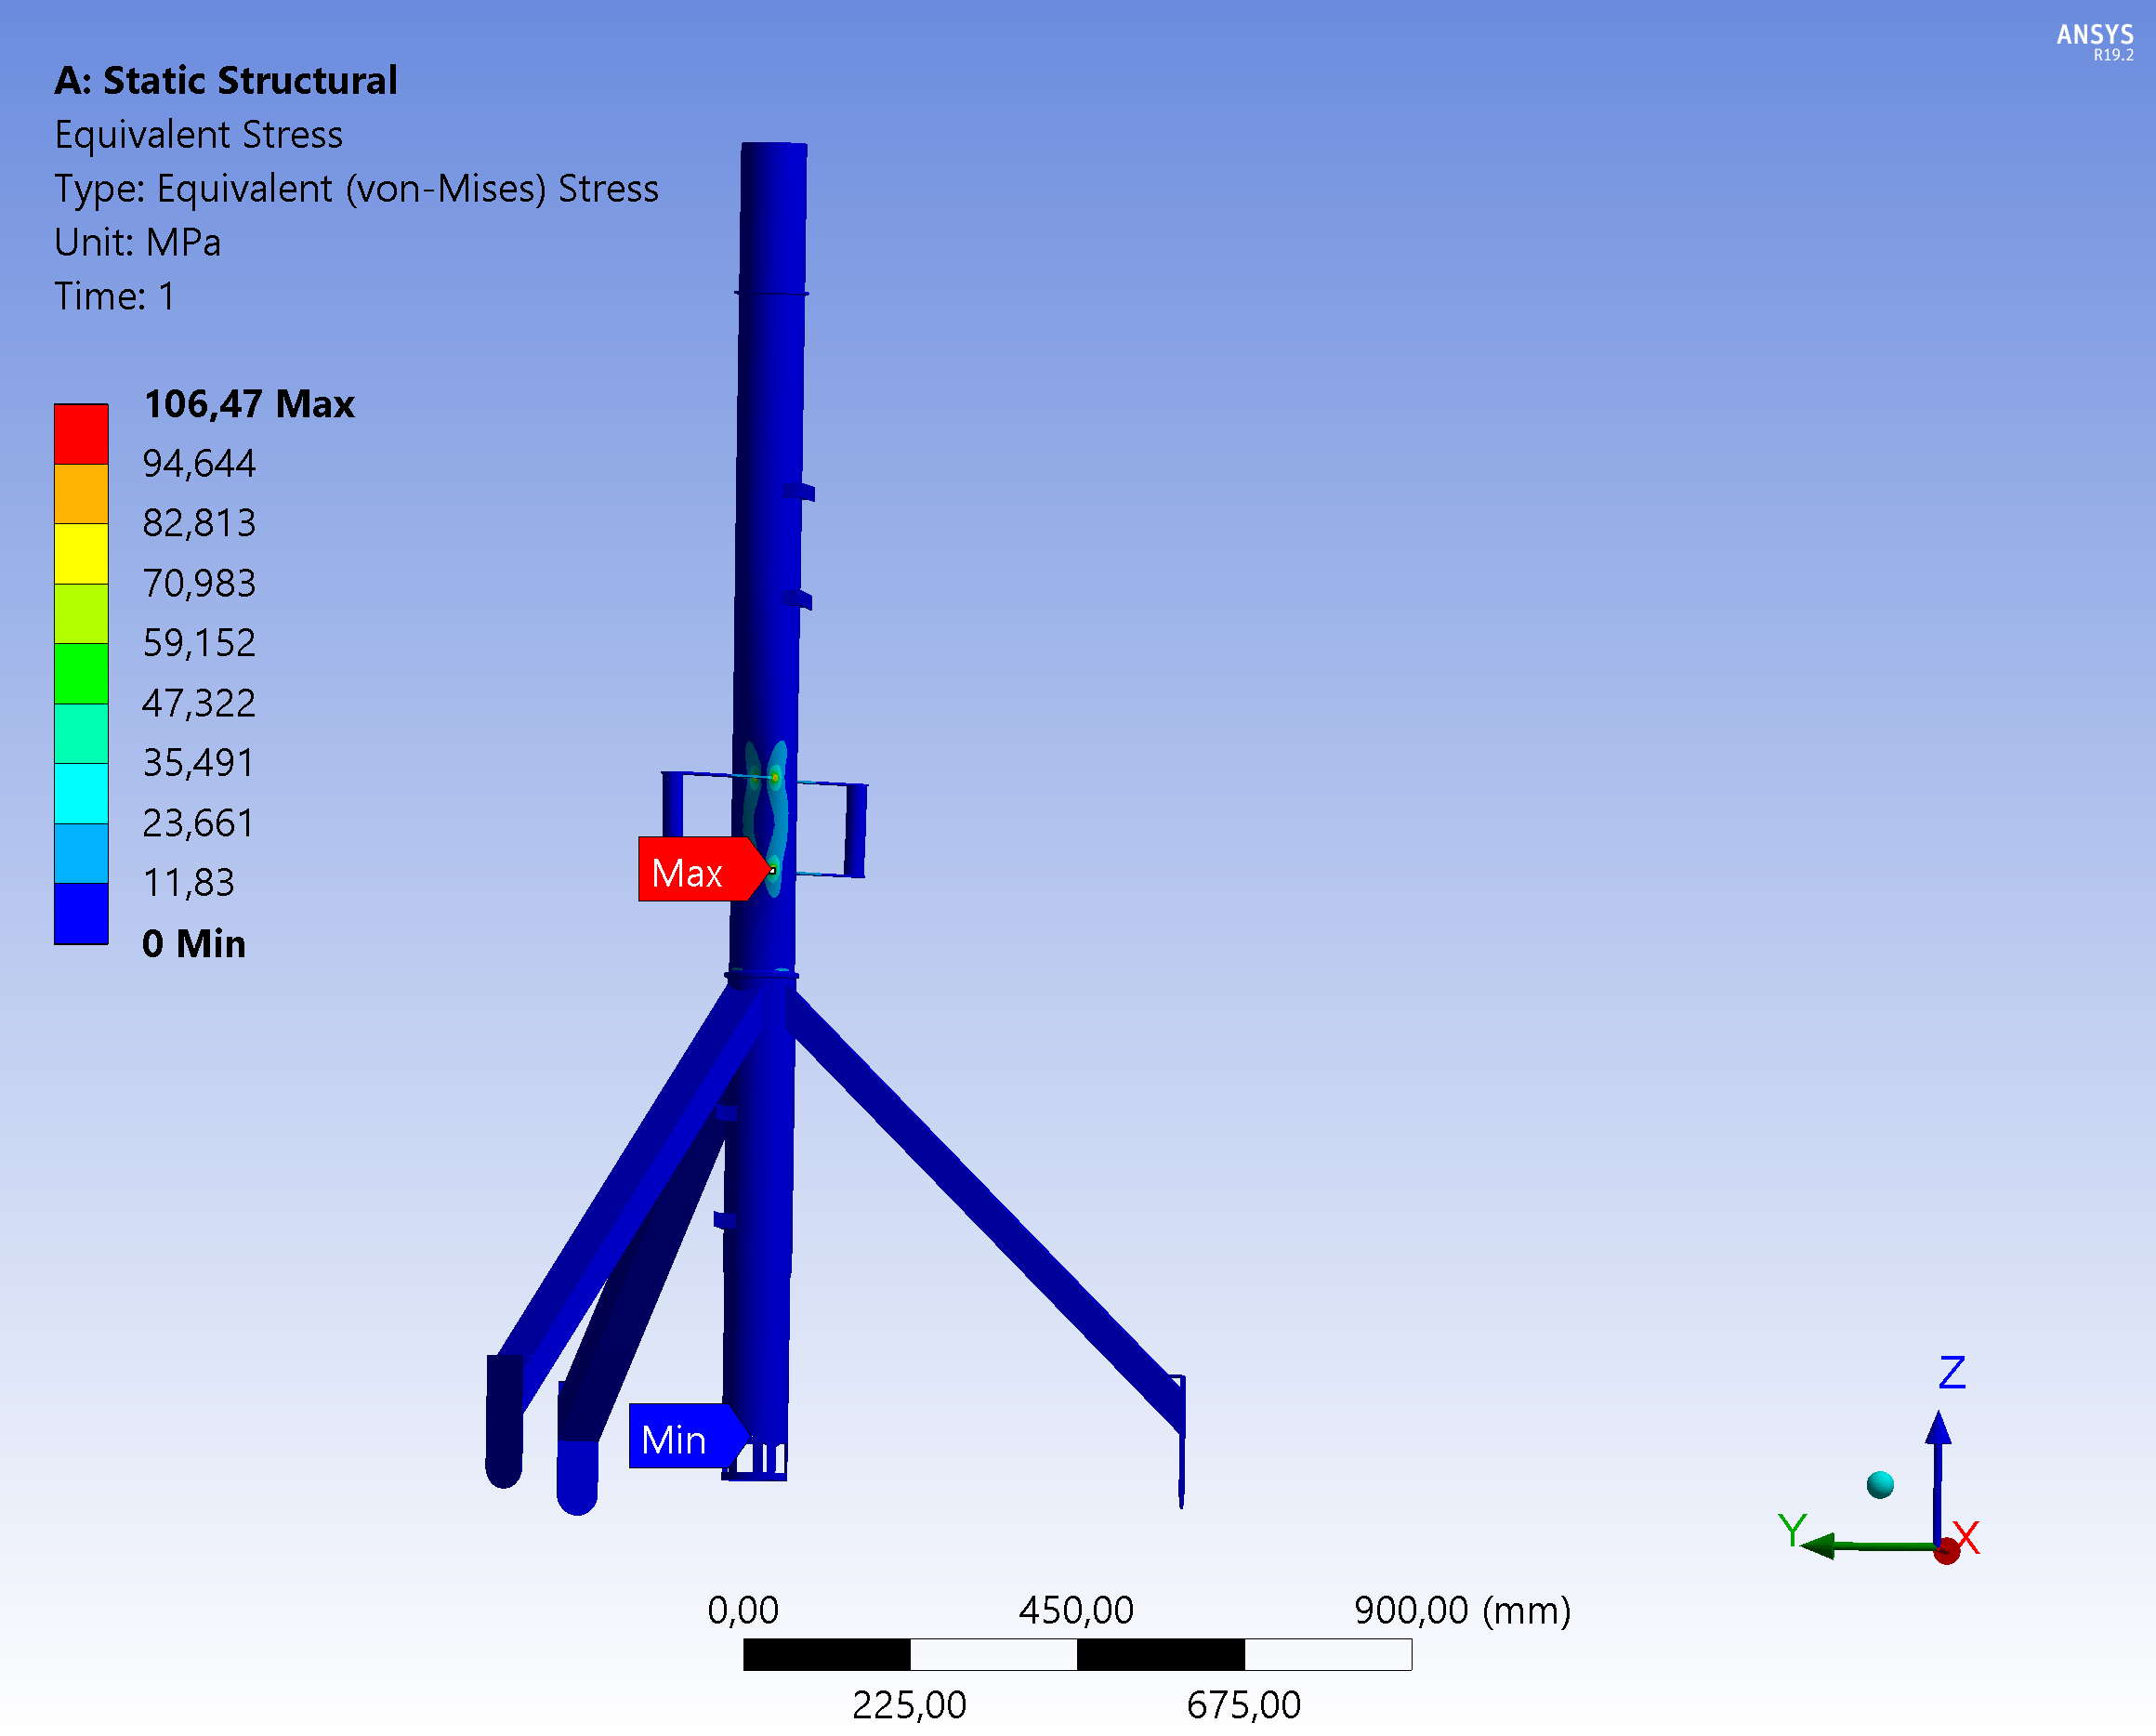 ANSYS
R19.2
A: Static Structural
Equivalent Stress
Type: Equivalent (von-Mises) Stress
Unit: MPa
Time: 1
106,47 Max
94,644
82,813
70,983
59,152
47,322
35,491
23,661
11,83
0 Min
Max
Min
Z
Y
X
0,00 450,00 900,00 (mm)
225,00 675,00